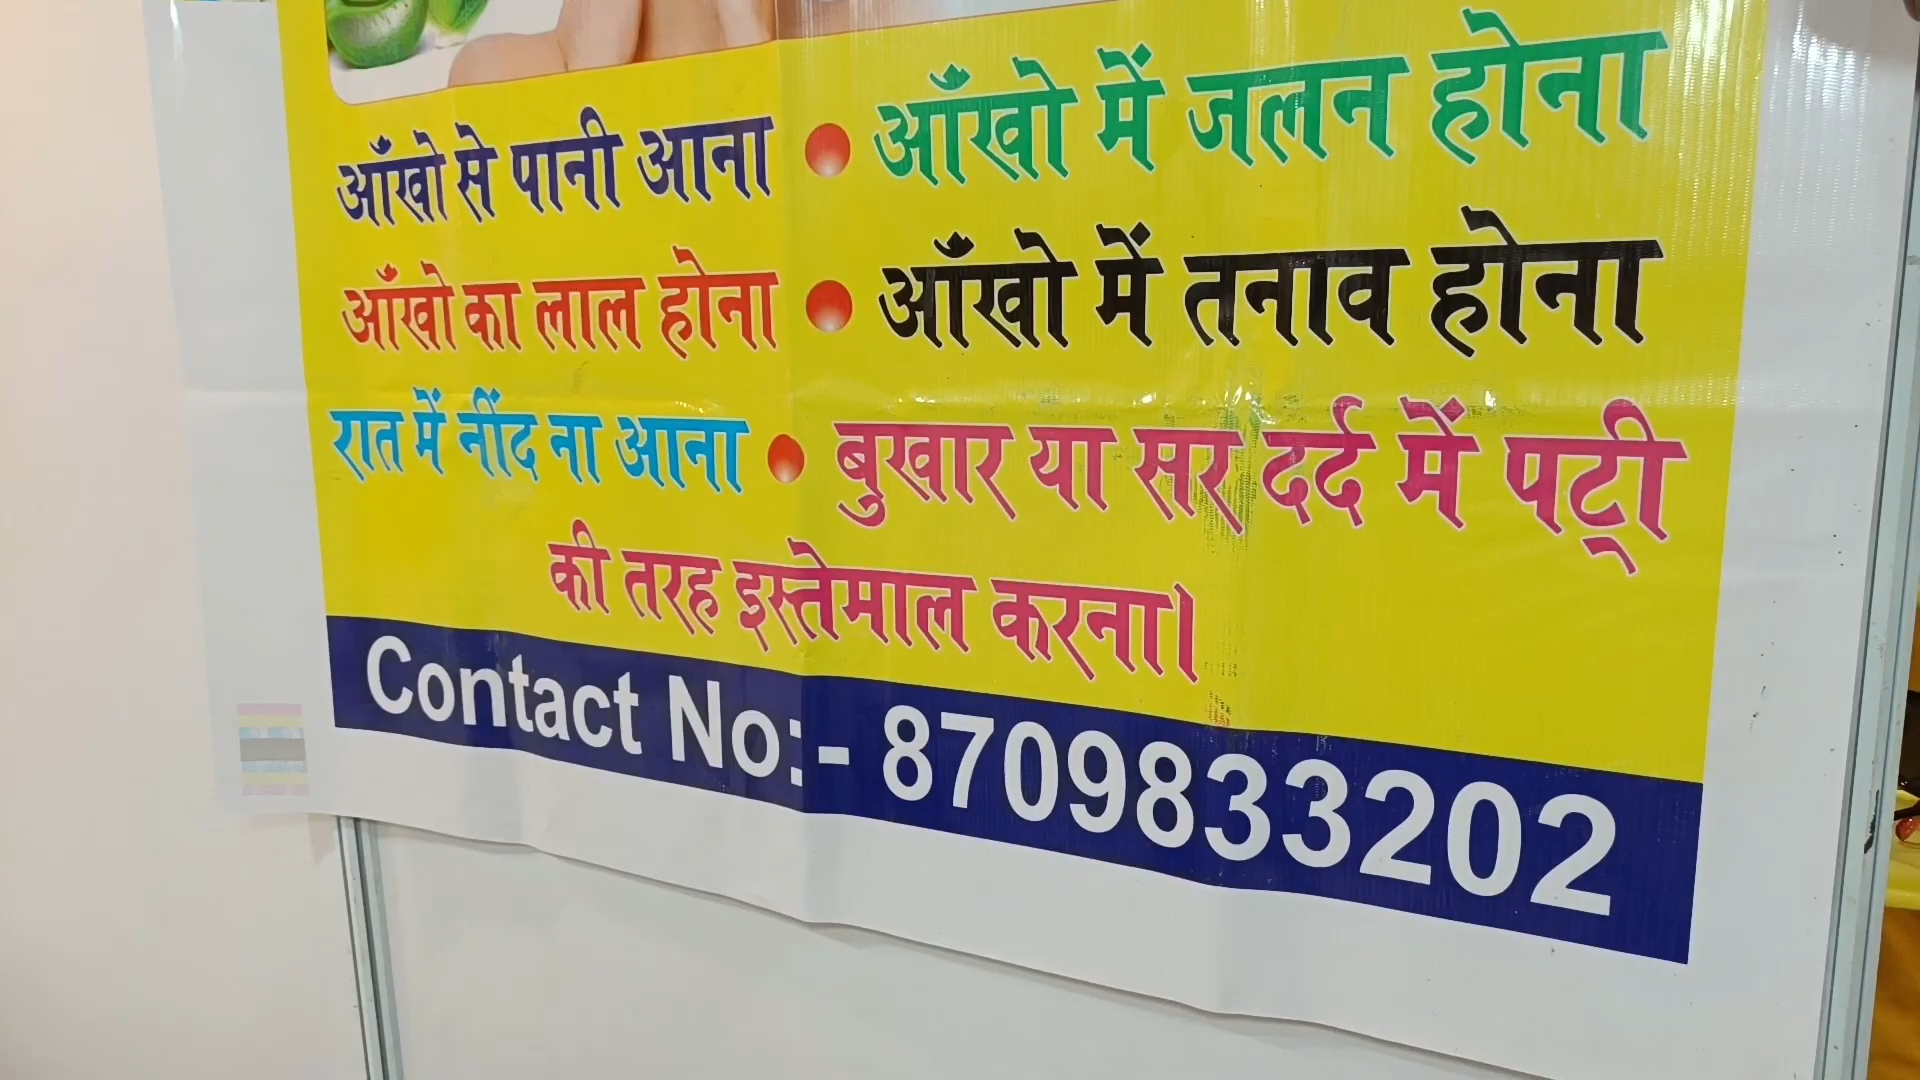 आँखो से पानी आना • आँखो में जलन होना
आँखो का लाल होना • आँखो में तनाव होना
रात में नींद ना आना • बुखार या सर दर्द में पट्री
की तरह इस्तेमाल करना।
Contact No:- 8709833202